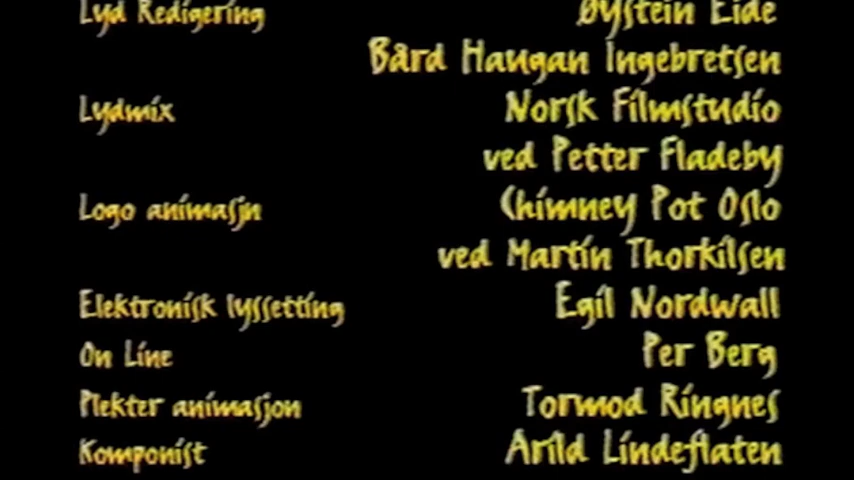 Lyd Redigering Øystein Eide
Bård Haugan Ingebretsen
Lydmix Norsk Filmstudio
ved Petter Fladeby
Logo animasjn Chimney Pot Oslo
ved Martin Thorkilsen
Elektronisk lyssetting Egil Nordwall
On Line Per Berg
Plekter animasjon Tormod Ringnes
Komponist Arild Lindeflaten